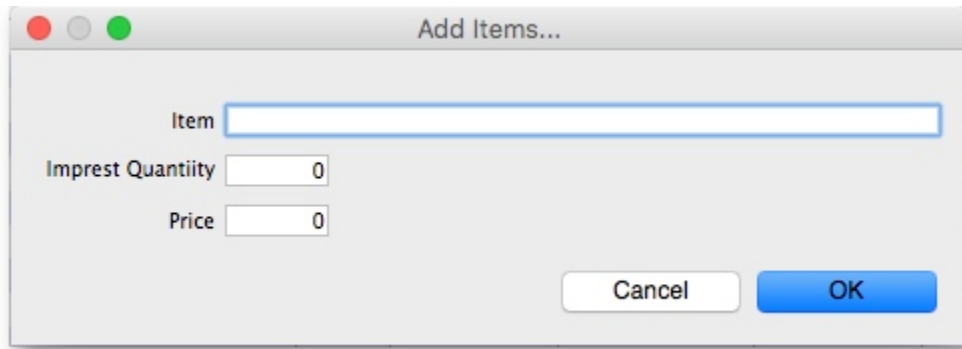 Add Items...
Item
Imprest Quantiity 0
Price 0
Cancel OK